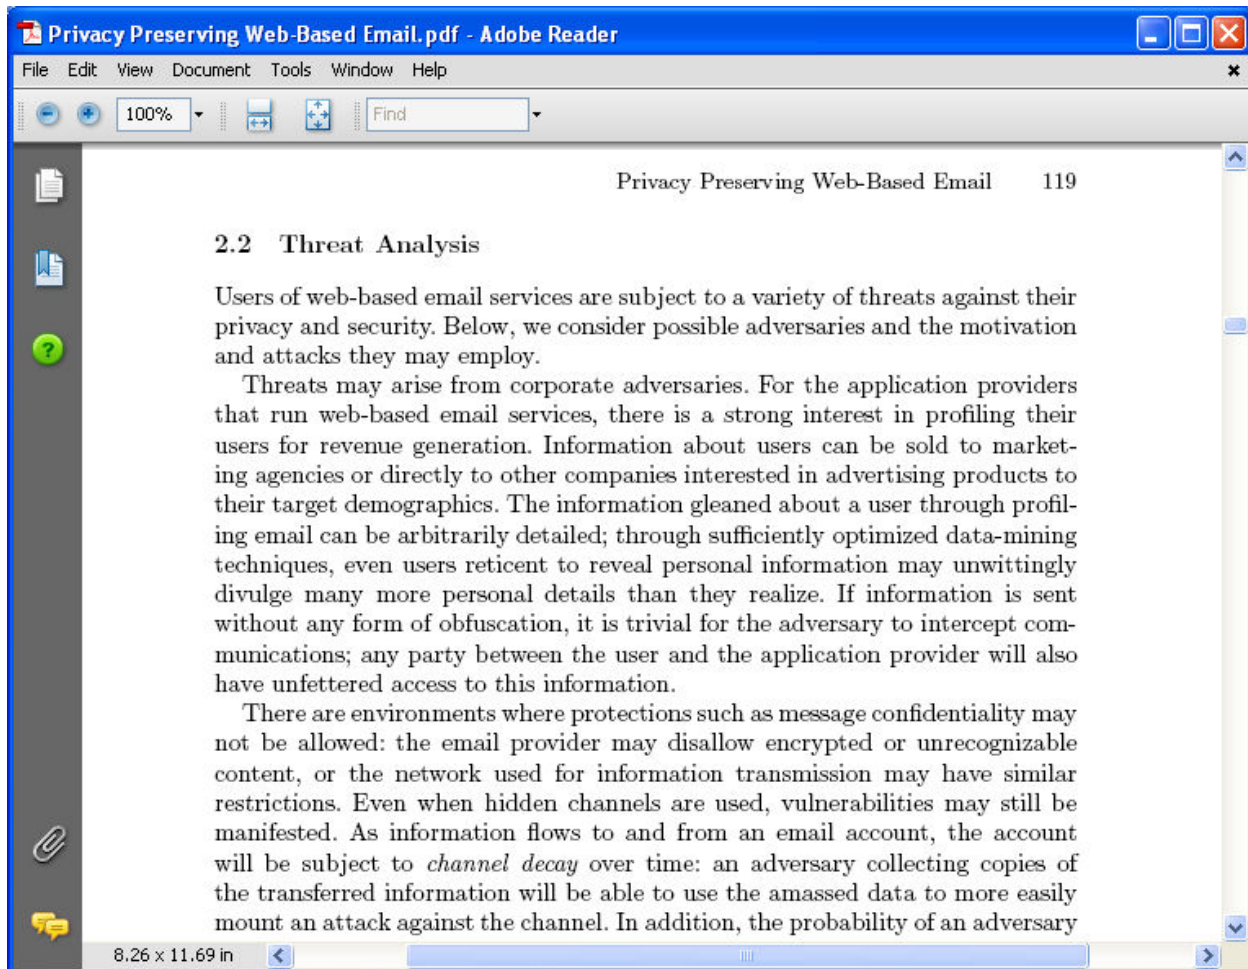 Privacy Preserving Web-Based Email.pdf - Adobe Reader
File Edit View Document Tools Window Help
100% Find
Privacy Preserving Web-Based Email 119
2.2 Threat Analysis
Users of web-based email services are subject to a variety of threats against their
privacy and security. Below, we consider possible adversaries and the motivation
and attacks they may employ.
Threats may arise from corporate adversaries. For the application providers
that run web-based email services, there is a strong interest in profiling their
users for revenue generation. Information about users can be sold to market-
ing agencies or directly to other companies interested in advertising products to
their target demographics. The information gleaned about a user through profil-
ing email can be arbitrarily detailed; through sufficiently optimized data-mining
techniques, even users reticent to reveal personal information may unwittingly
divulge many more personal details than they realize. If information is sent
without any form of obfuscation, it is trivial for the adversary to intercept com-
munications; any party between the user and the application provider will also
have unfettered access to this information.
There are environments where protections such as message confidentiality may
not be allowed: the email provider may disallow encrypted or unrecognizable
content, or the network used for information transmission may have similar
restrictions. Even when hidden channels are used, vulnerabilities may still be
manifested. As information flows to and from an email account, the account
will be subject to channel decay over time: an adversary collecting copies of
the transferred information will be able to use the amassed data to more easily
mount an attack against the channel. In addition, the probability of an adversary
8.26 x 11.69 in